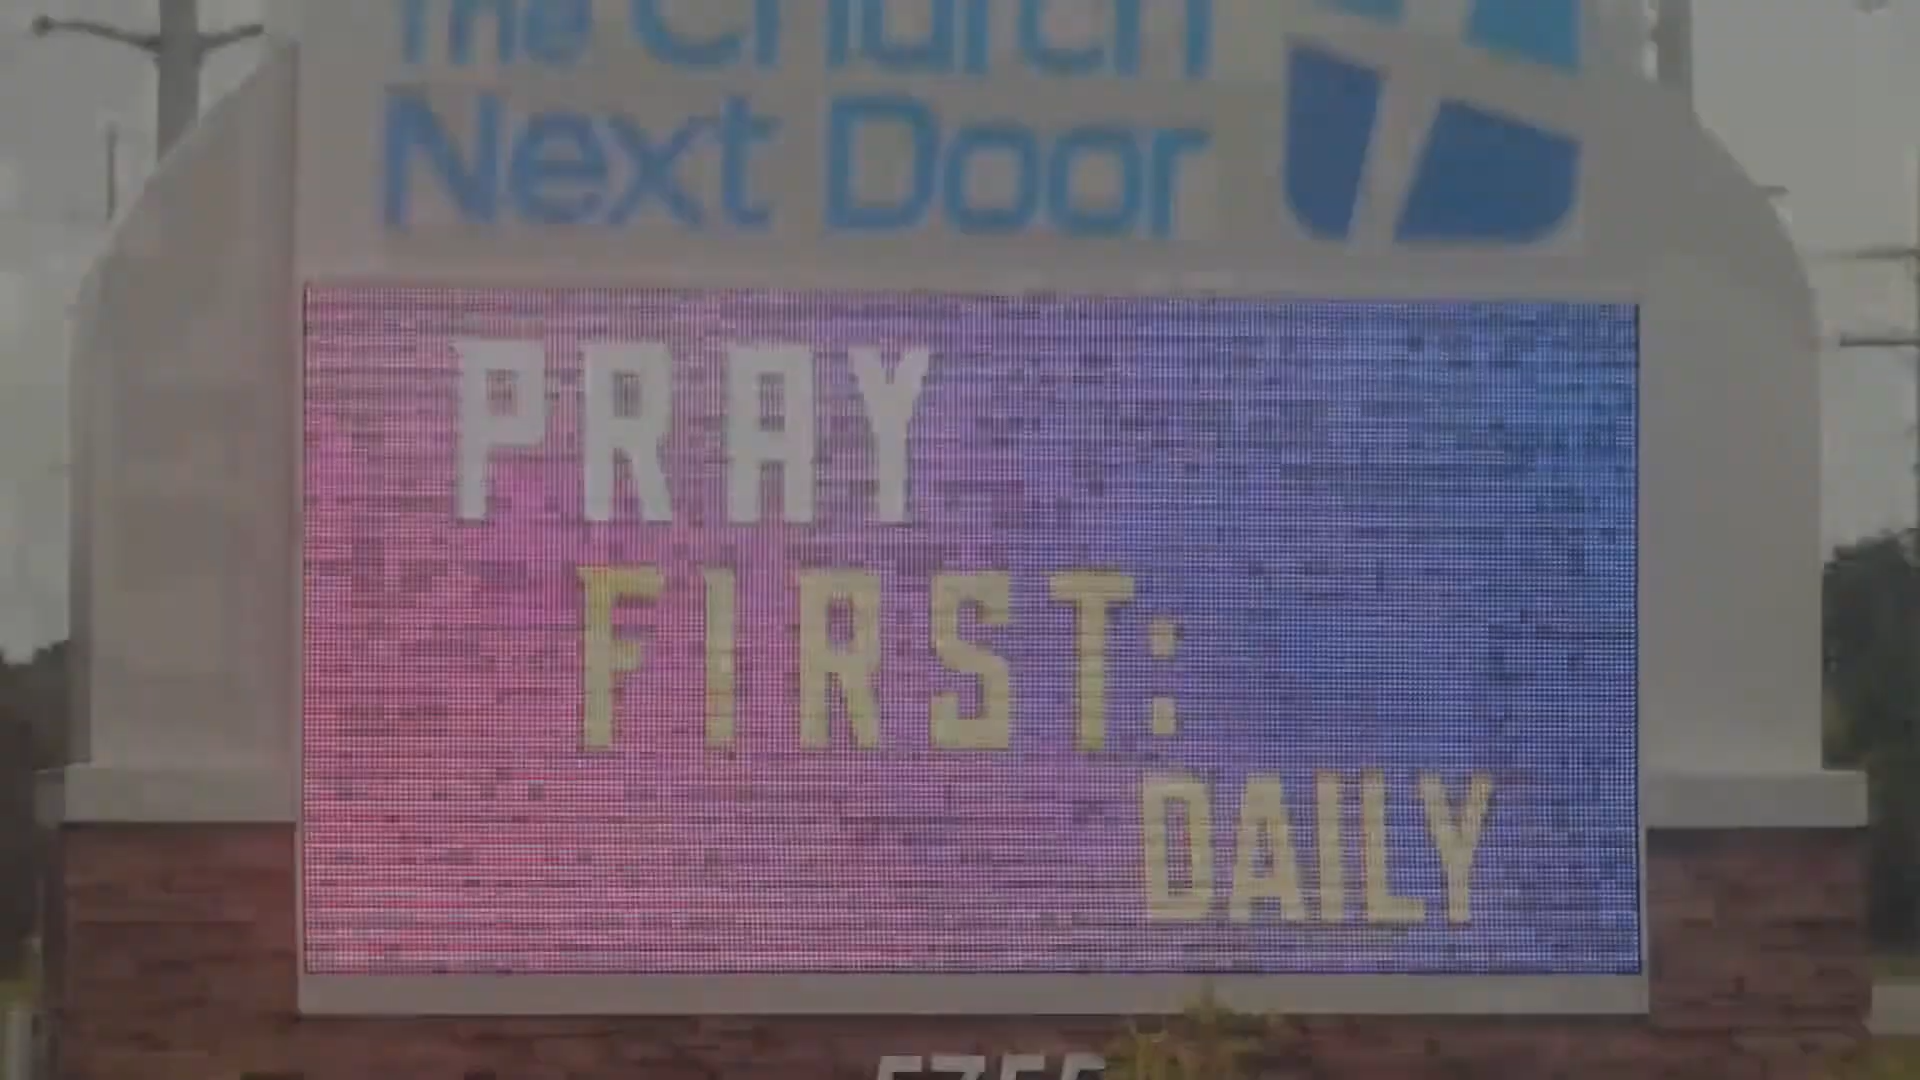 The Church
Next Door
PRAY
FIRST:
DAILY